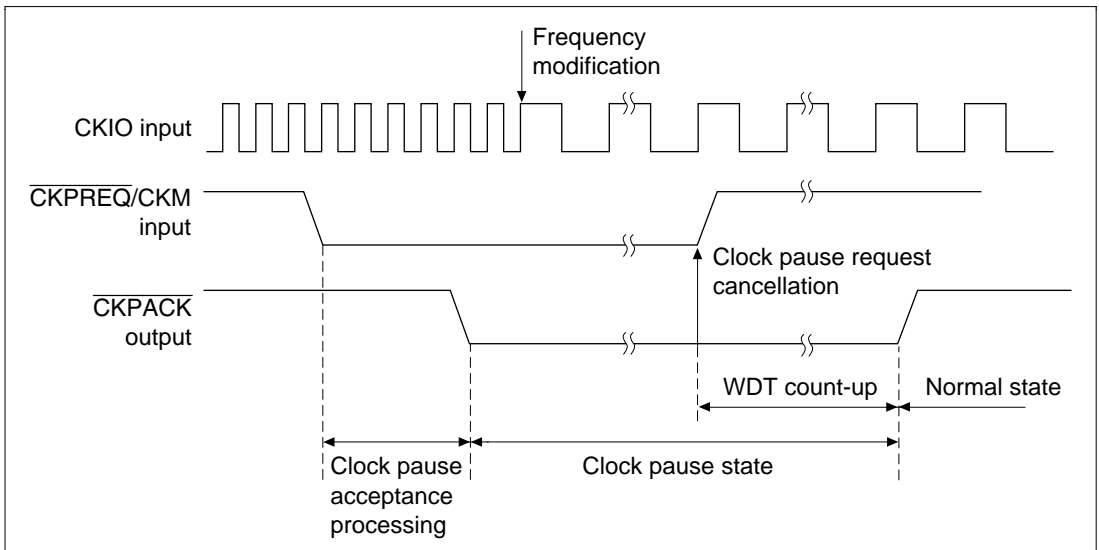 Frequency
modification
CKIO input
CKPREQ/CKM
input
Clock pause request
cancellation
CKPACK
output
WDT count-up
Normal state
Clock pause
acceptance
processing
Clock pause state